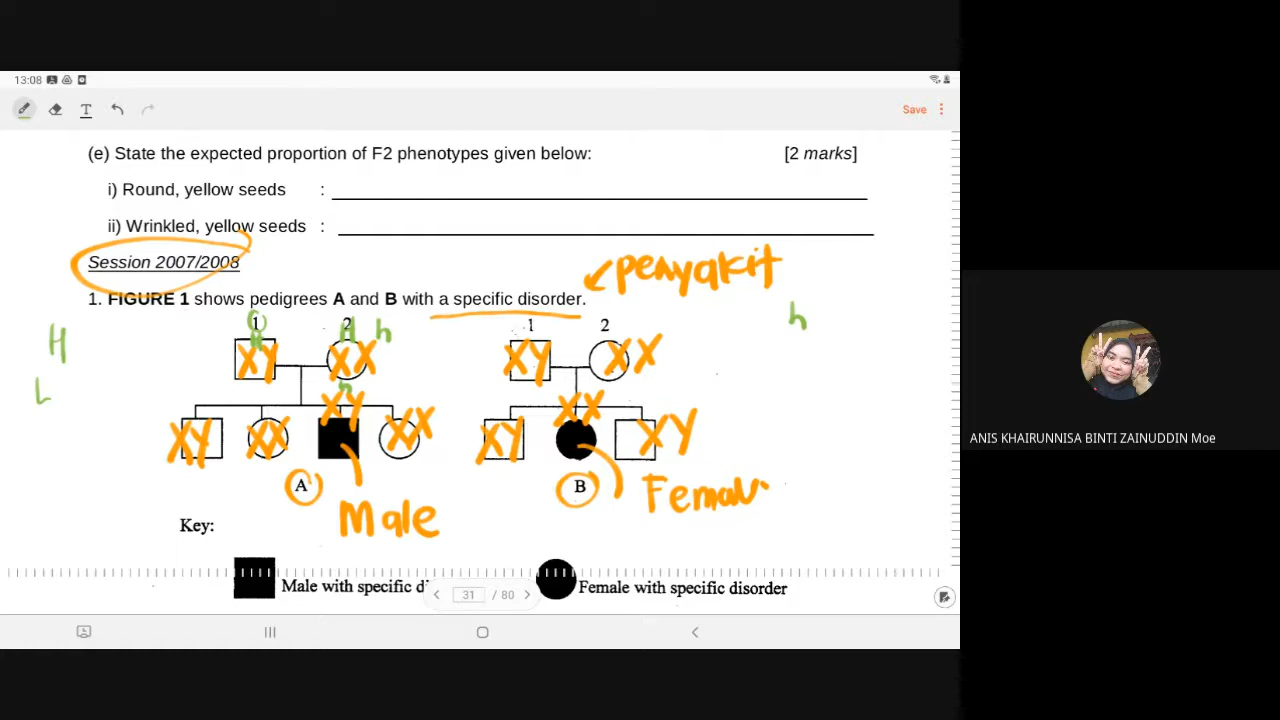 13:08
T
Save
(e) State the expected proportion of F2 phenotypes given below: [2 marks]
i) Round, yellow seeds :
ii) Wrinkled, yellow seeds :
Session 2007/2008
penyakit
1. FIGURE 1 shows pedigrees A and B with a specific disorder.
1 2 h 1 2 h
H
XY XX XY XX
XY XX XY XX XY XX XY
A B
Male Female
Key:
Male with specific di
Female with specific disorder
31 / 80
ANIS KHAIRUNNISA BINTI ZAINUDDIN Moe